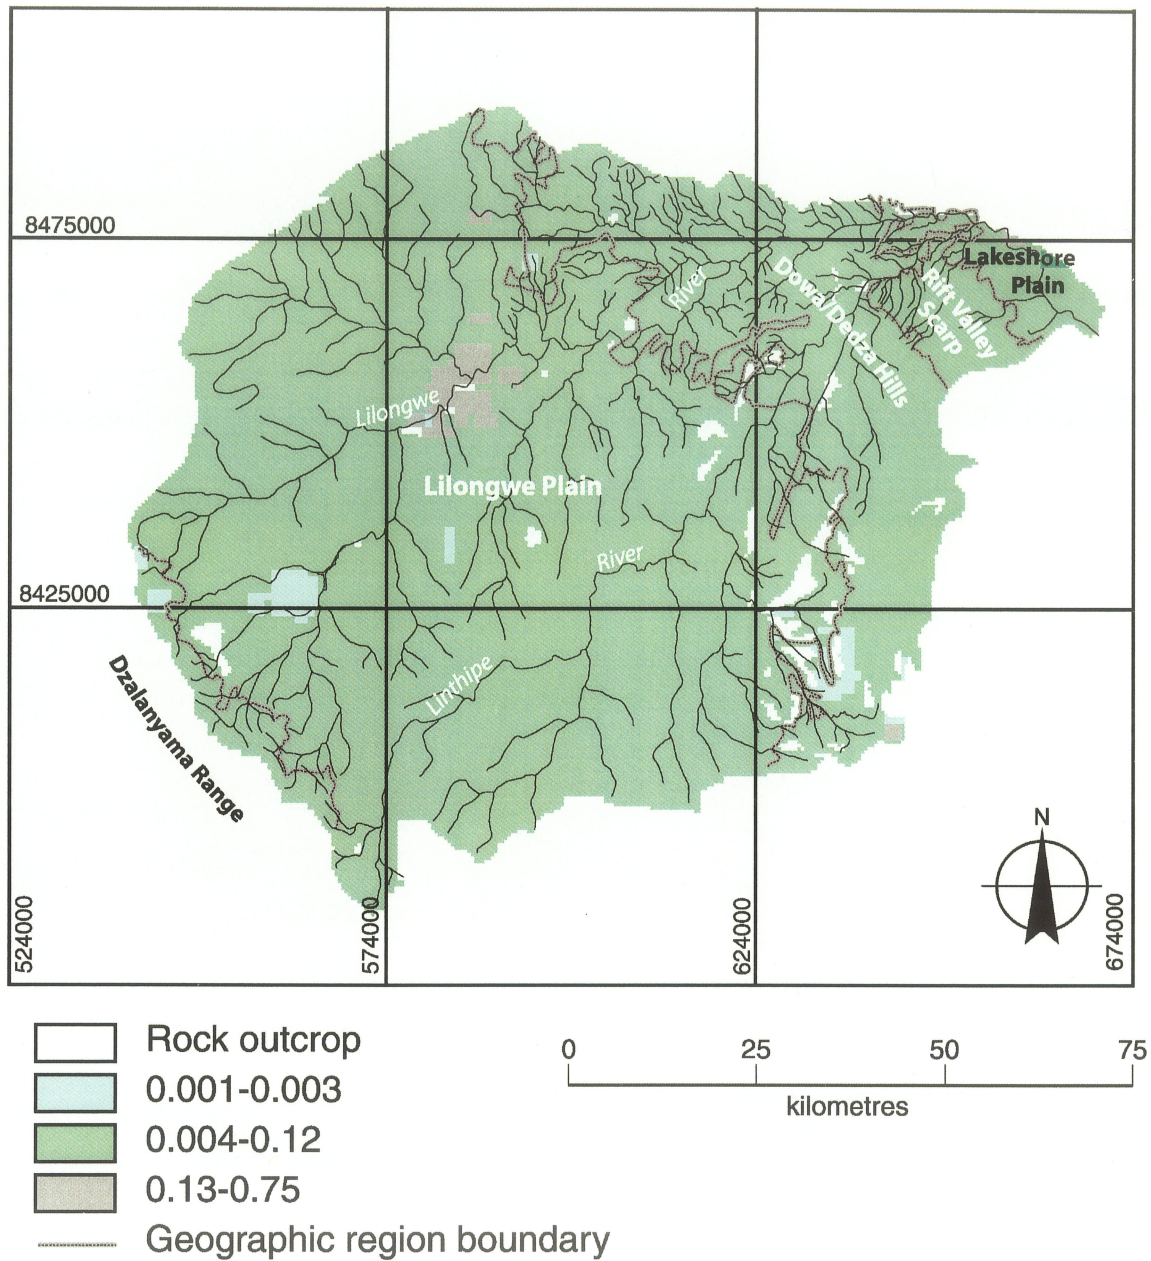 8475000
Lakeshore
Plain
River
Dowa/Dedza Hills
Rift Valley
Scarp
Lilongwe
Lilongwe Plain
River
8425000
Linthipe
Dzalanyama Range
N
524000
574000
624000
674000
Rock outcrop
0.001-0.003
0.004-0.12
0.13-0.75
Geographic region boundary
0 25 50 75
kilometres